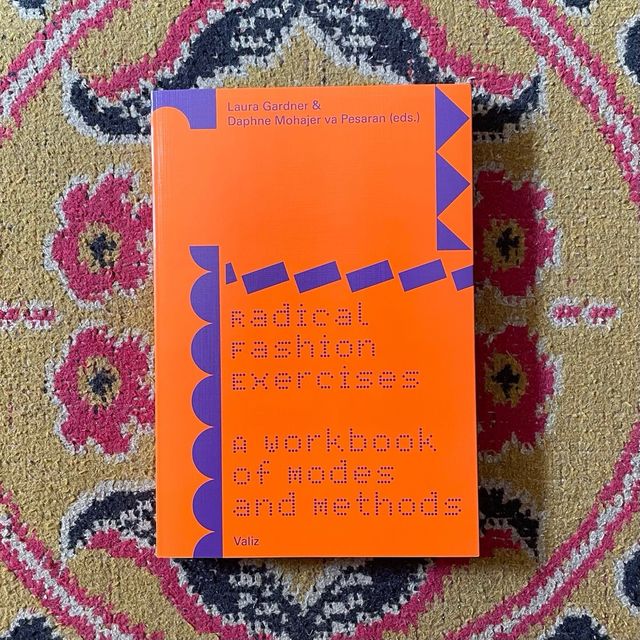 Laura Gardner &
Daphne Mohajer va Pesaran (eds.)
Radical
Fashion
Exercises
A Workbook
of Modes
and Methods
Valiz